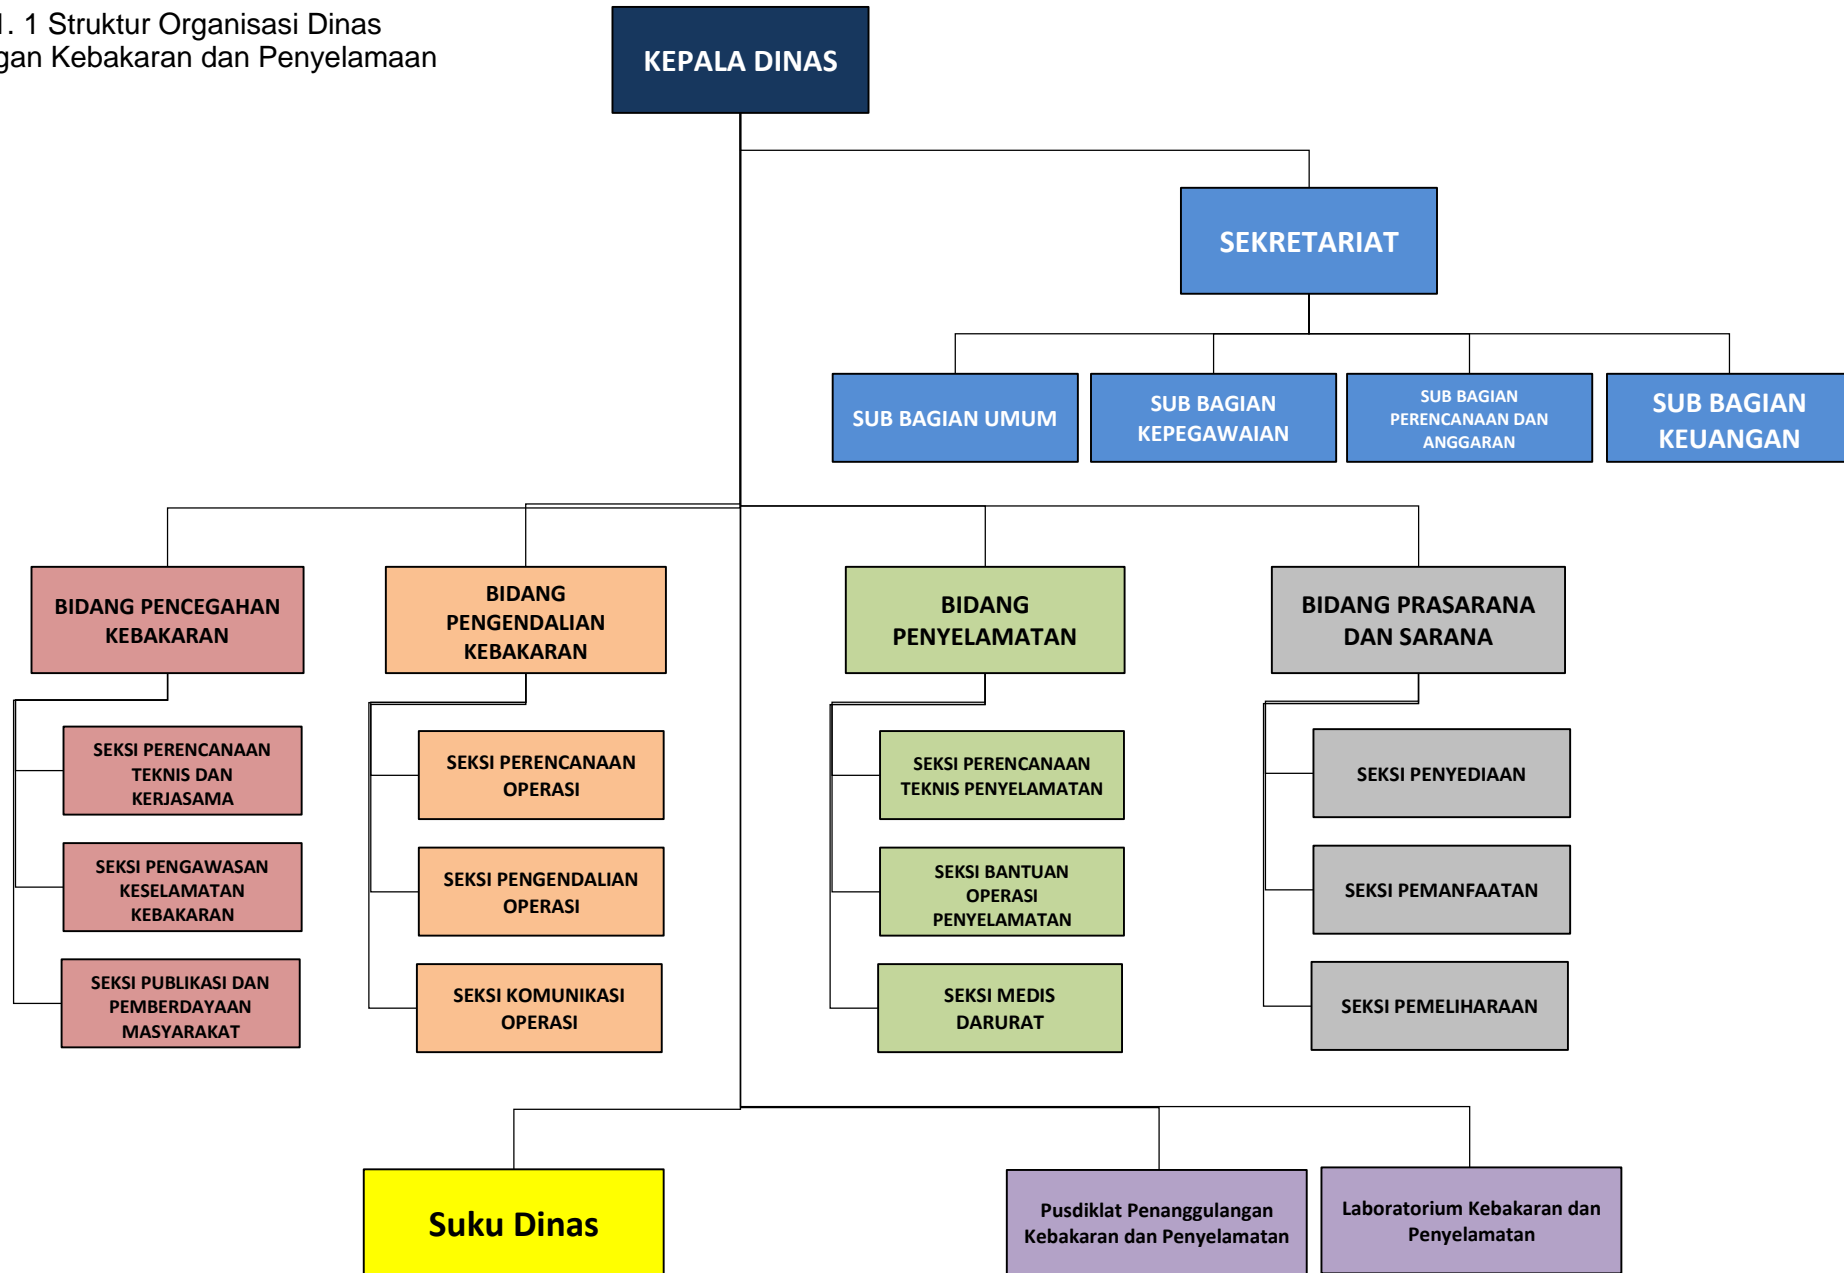 1. 1 Struktur Organisasi Dinas
gan Kebakaran dan Penyelamaan
KEPALA DINAS
SEKRETARIAT
SUB BAGIAN UMUM
SUB BAGIAN
KEPEGAWAIAN
SUB BAGIAN
PERENCANAAN DAN
ANGGARAN
SUB BAGIAN
KEUANGAN
BIDANG PENCEGAHAN
KEBAKARAN
BIDANG
PENGENDALIAN
KEBAKARAN
BIDANG
PENYELAMATAN
BIDANG PRASARANA
DAN SARANA
SEKSI PERENCANAAN
TEKNIS DAN
KERJASAMA
SEKSI PERENCANAAN
OPERASI
SEKSI PERENCANAAN
TEKNIS PENYELAMATAN
SEKSI PENYEDIAAN
SEKSI PENGAWASAN
KESELAMATAN
KEBAKARAN
SEKSI PENGENDALIAN
OPERASI
SEKSI BANTUAN
OPERASI
PENYELAMATAN
SEKSI PEMANFAATAN
SEKSI PUBLIKASI DAN
PEMBERDAYAAN
MASYARAKAT
SEKSI KOMUNIKASI
OPERASI
SEKSI MEDIS
DARURAT
SEKSI PEMELIHARAAN
Suku Dinas
Pusdiklat Penanggulangan
Kebakaran dan Penyelamatan
Laboratorium Kebakaran dan
Penyelamatan